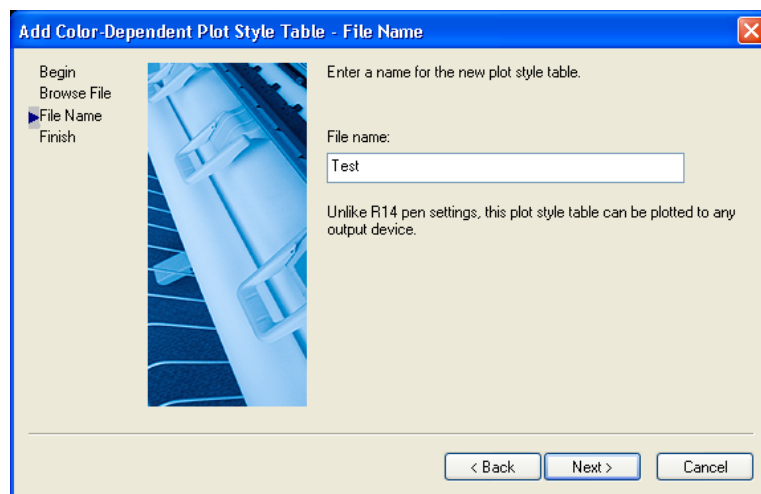 Add Color-Dependent Plot Style Table - File Name
Begin
Browse File
File Name
Finish
Enter a name for the new plot style table.
File name:
Test
Unlike R14 pen settings, this plot style table can be plotted to any
output device.
< Back
Next >
Cancel